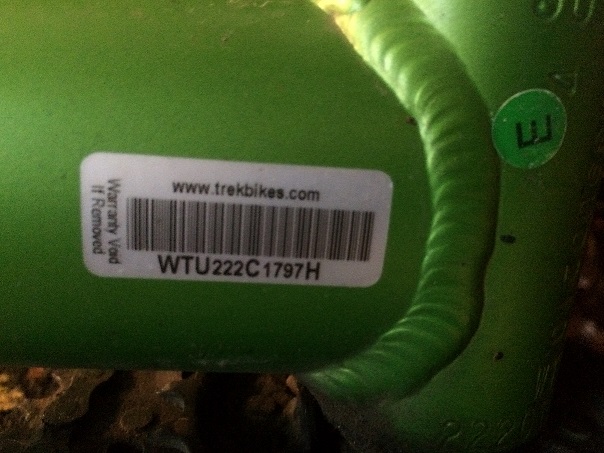 www.trekbikes.com
Warranty Void
If Removed
WTU222C1797H
E